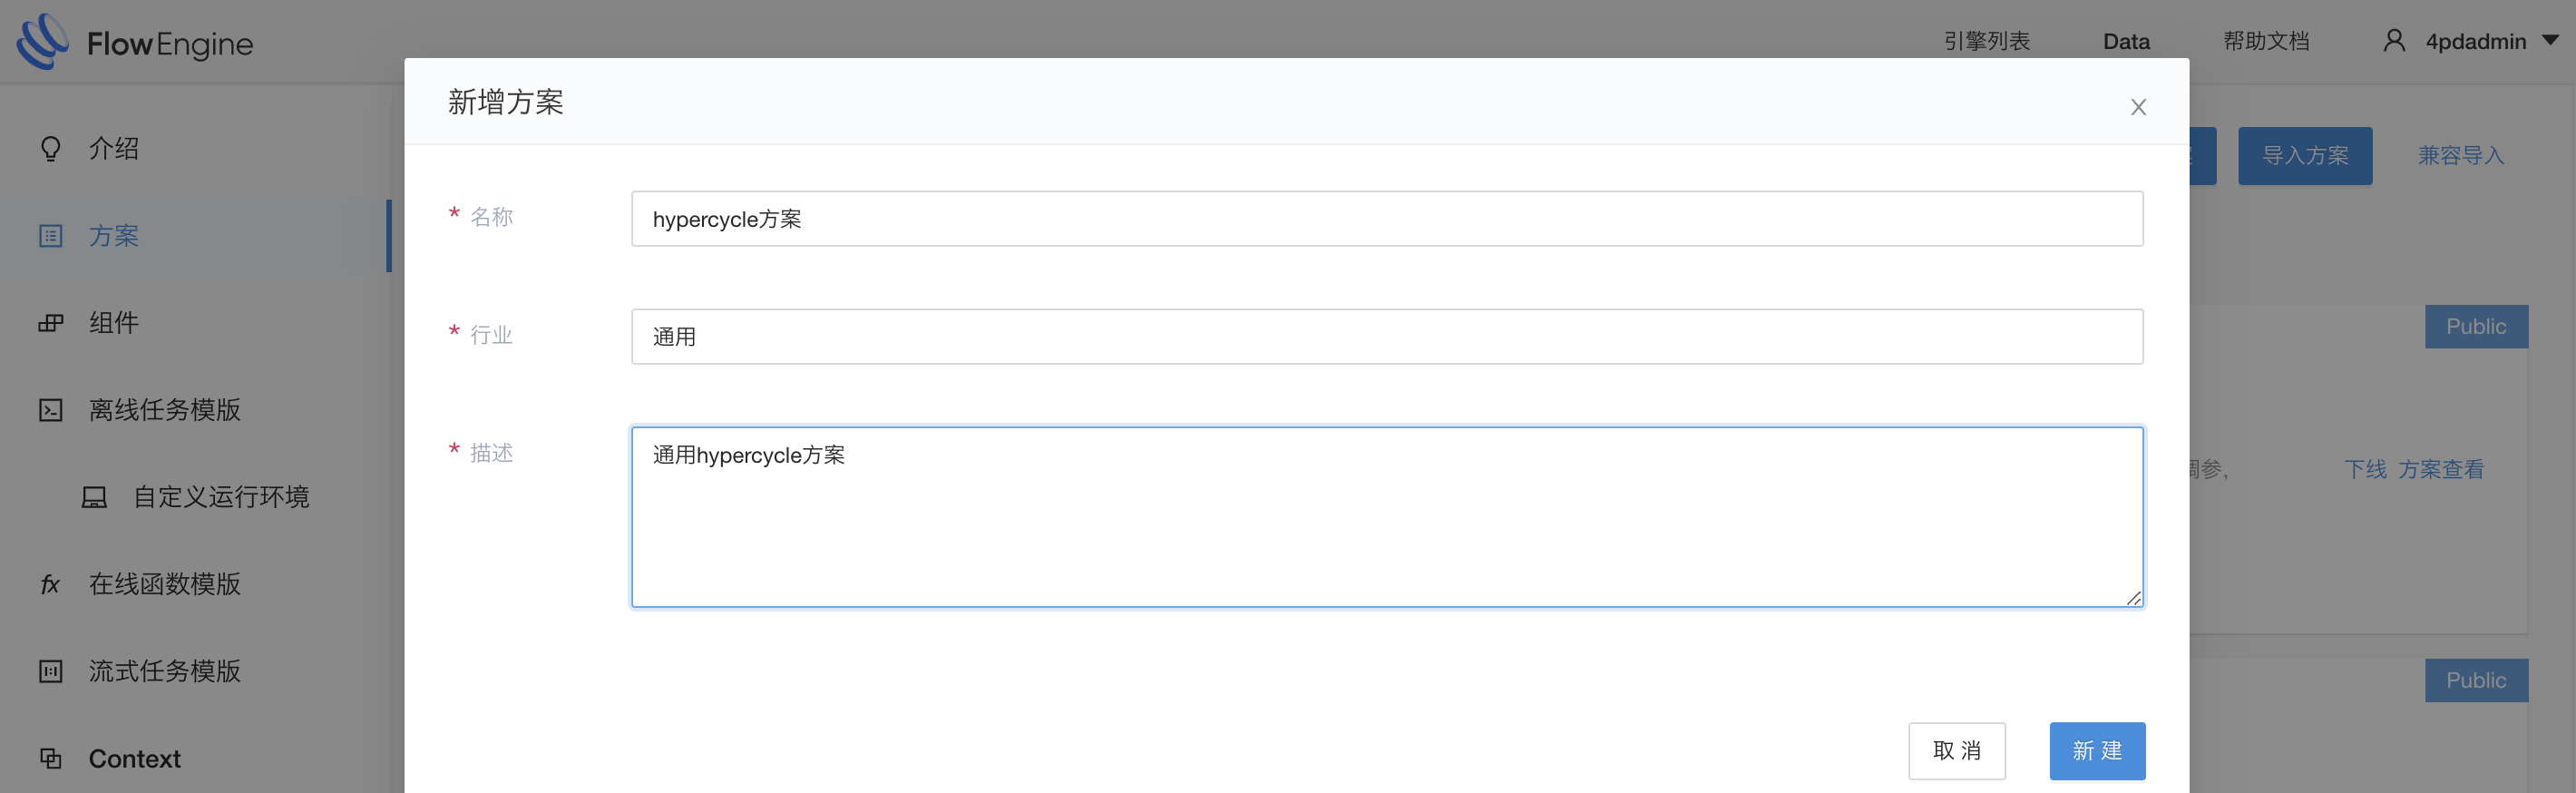 FlowEngine
引擎列表 Data 帮助文档 4pdadmin
新增方案 X
介绍
导入方案 兼容导入
方案
* 名称 hypercycle方案
组件
* 行业 通用
Public
离线任务模版
* 描述 通用hypercycle方案
调参, 下线 方案查看
自定义运行环境
fx 在线函数模版
流式任务模版
Public
Context
取 消 新 建